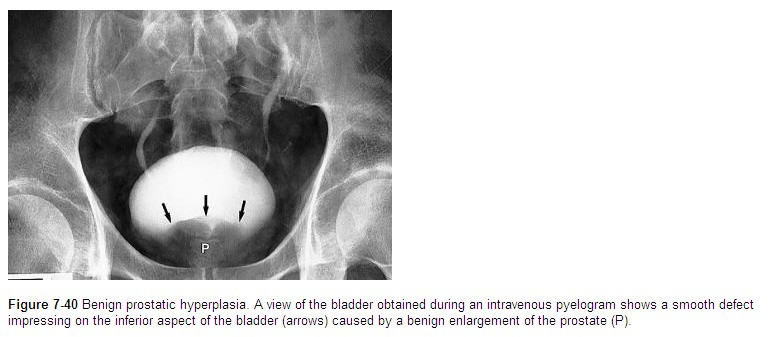 P
Figure 7-40 Benign prostatic hyperplasia. A view of the bladder obtained during an intravenous pyelogram shows a smooth defect
impressing on the inferior aspect of the bladder (arrows) caused by a benign enlargement of the prostate (P).